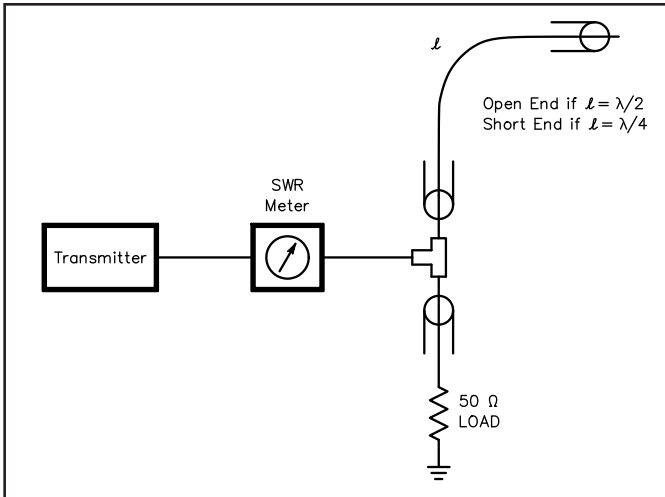 ℓ
Open End if ℓ = λ/2
Short End if ℓ = λ/4
SWR
Meter
Transmitter
50 Ω
LOAD